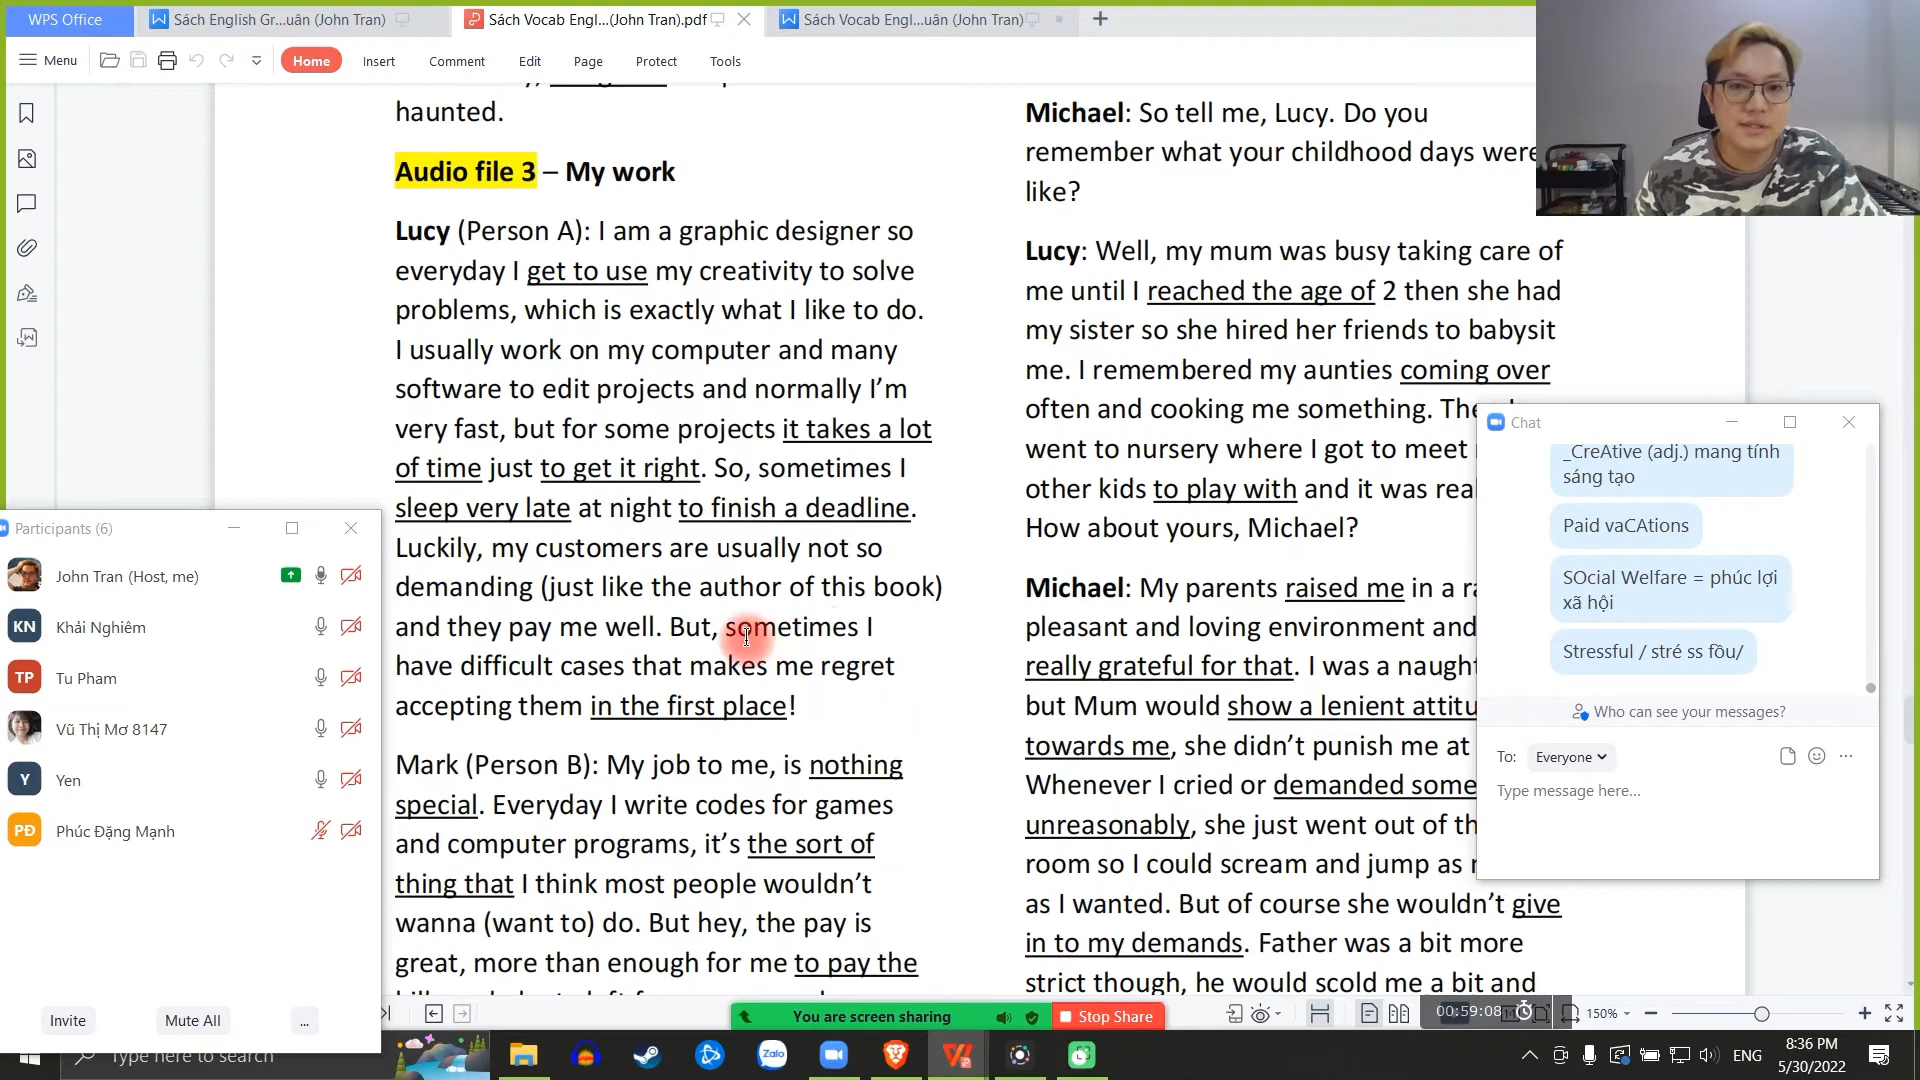 WPS Office
Sách English Gr...uân (John Tran)
Sách Vocab Engl...(John Tran).pdf
Sách Vocab Engl...uân (John Tran)
Menu
Home
Insert
Comment
Edit
Page
Protect
Tools
haunted.
Audio file 3 – My work
Lucy (Person A): I am a graphic designer so
everyday I get to use my creativity to solve
problems, which is exactly what I like to do.
I usually work on my computer and many
software to edit projects and normally I’m
very fast, but for some projects it takes a lot
of time just to get it right. So, sometimes I
sleep very late at night to finish a deadline.
Luckily, my customers are usually not so
demanding (just like the author of this book)
and they pay me well. But, sometimes I
have difficult cases that makes me regret
accepting them in the first place!
Mark (Person B): My job to me, is nothing
special. Everyday I write codes for games
and computer programs, it’s the sort of
thing that I think most people wouldn’t
wanna (want to) do. But hey, the pay is
great, more than enough for me to pay the
Michael: So tell me, Lucy. Do you
remember what your childhood days were
like?
Lucy: Well, my mum was busy taking care of
me until I reached the age of 2 then she had
my sister so she hired her friends to babysit
me. I remembered my aunties coming over
often and cooking me something. The
went to nursery where I got to meet
other kids to play with and it was rea
How about yours, Michael?
Michael: My parents raised me in a ra
pleasant and loving environment and
really grateful for that. I was a naught
but Mum would show a lenient attitu
towards me, she didn’t punish me at
Whenever I cried or demanded some
unreasonably, she just went out of th
room so I could scream and jump as
as I wanted. But of course she wouldn’t give
in to my demands. Father was a bit more
strict though, he would scold me a bit and
Participants (6)
John Tran (Host, me)
KN Khải Nghiêm
TP Tu Pham
Vũ Thị Mơ 8147
Y Yen
PĐ Phúc Đặng Mạnh
Invite
Mute All
...
Chat
_CreAtive (adj.) mang tính
sáng tạo
Paid vaCAtions
SOcial Welfare = phúc lợi
xã hội
Stressful / stré ss fồu/
Who can see your messages?
To: Everyone
Type message here...
You are screen sharing
Stop Share
00:59:08
150%
Type here to search
Zalo
ENG
8:36 PM
5/30/2022